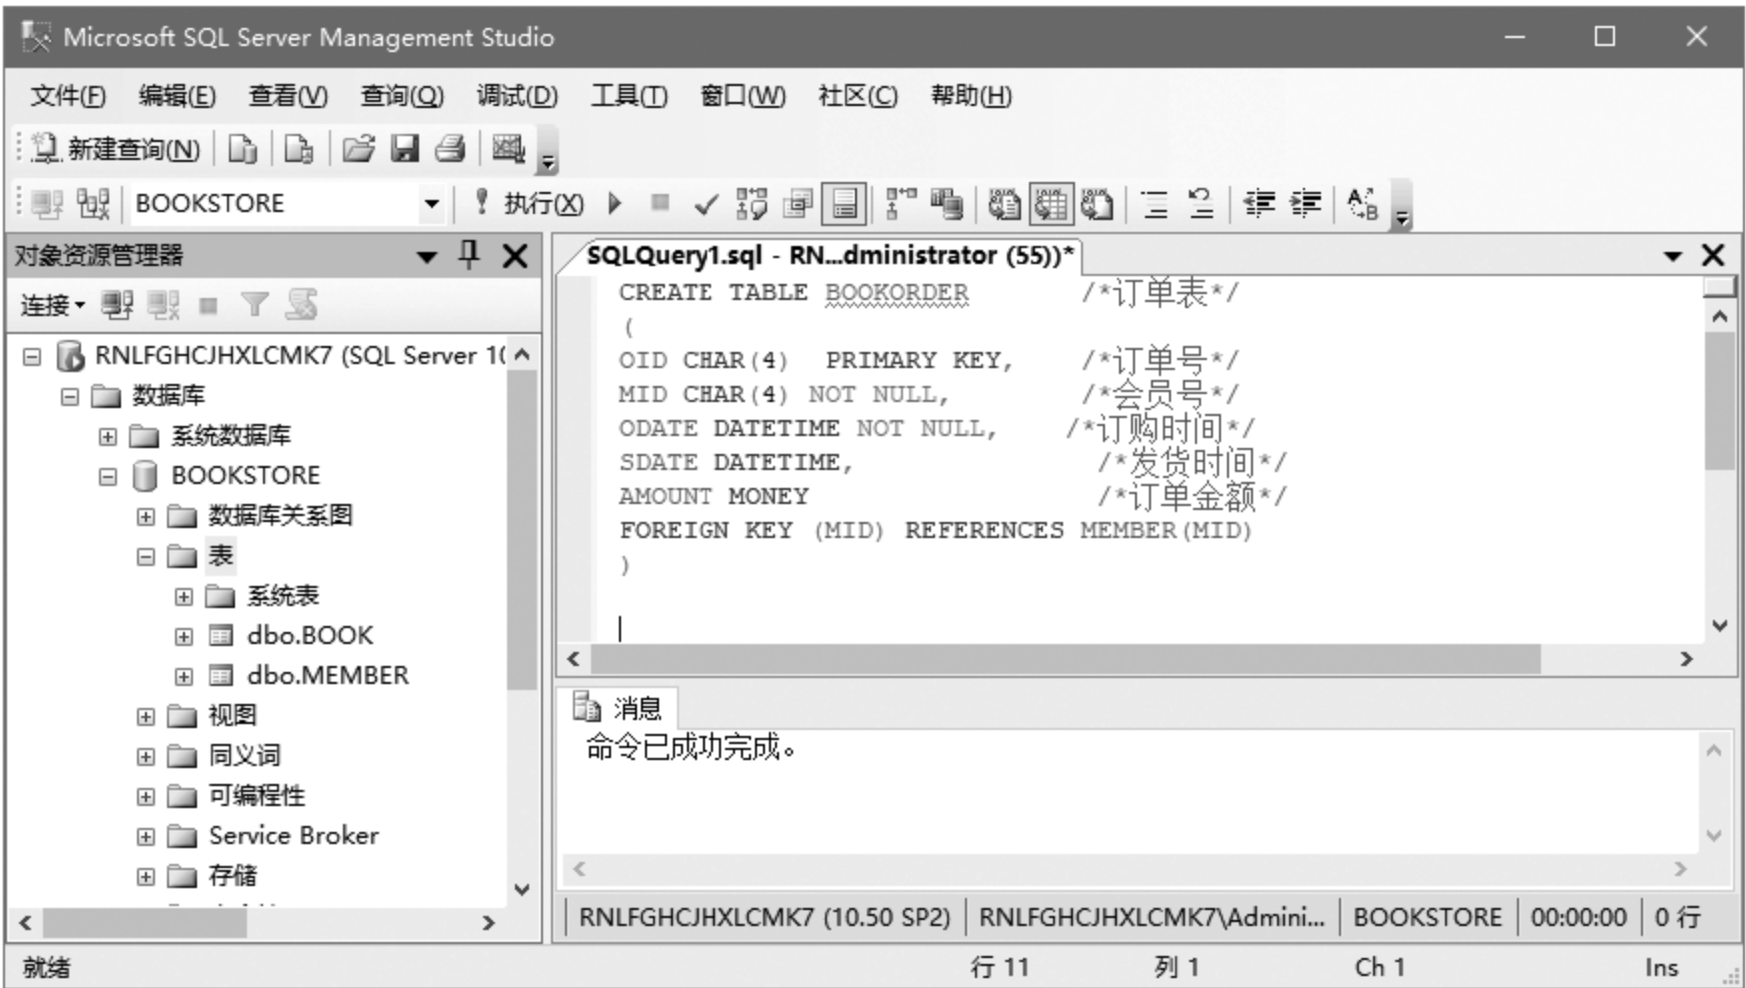 Microsoft SQL Server Management Studio
文件(F) 编辑(E) 查看(V) 查询(Q) 调试(D) 工具(T) 窗口(W) 社区(C) 帮助(H)
新建查询(N)
BOOKSTORE 执行(X)
对象资源管理器
连接
RNLFGHCJHXLCMK7 (SQL Server 10
数据库
系统数据库
BOOKSTORE
数据库关系图
表
系统表
dbo.BOOK
dbo.MEMBER
视图
同义词
可编程性
Service Broker
存储
SQLQuery1.sql - RN...dministrator (55))*
CREATE TABLE BOOKORDER /*订单表*/
(
OID CHAR(4) PRIMARY KEY, /*订单号*/
MID CHAR(4) NOT NULL, /*会员号*/
ODATE DATETIME NOT NULL, /*订购时间*/
SDATE DATETIME, /*发货时间*/
AMOUNT MONEY /*订单金额*/
FOREIGN KEY (MID) REFERENCES MEMBER(MID)
)
消息
命令已成功完成。
RNLFGHCJHXLCMK7 (10.50 SP2) RNLFGHCJHXLCMK7\Admini... BOOKSTORE 00:00:00 0 行
就绪 行 11 列 1 Ch 1 Ins